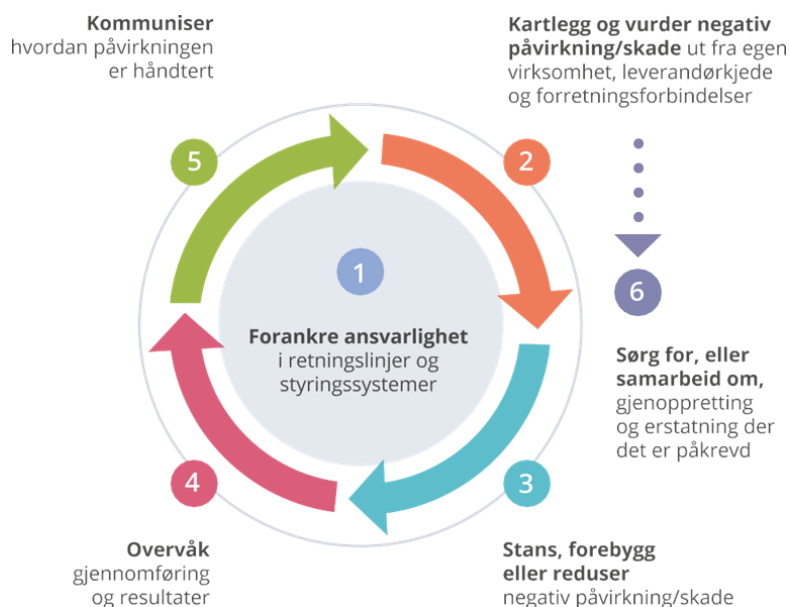 Kommuniser
hvordan påvirkningen
er håndtert
Kartlegg og vurder negativ
påvirkning/skade ut fra egen
virksomhet, leverandørkjede
og forretningsforbindelser
5
2
1
Forankre ansvarlighet
i retningslinjer og
styringssystemer
6
Sørg for, eller
samarbeid om,
gjenoppretting
og erstatning der
det er påkrevd
4
3
Overvåk
gjennomføring
og resultater
Stans, forebygg
eller reduser
negativ påvirkning/skade